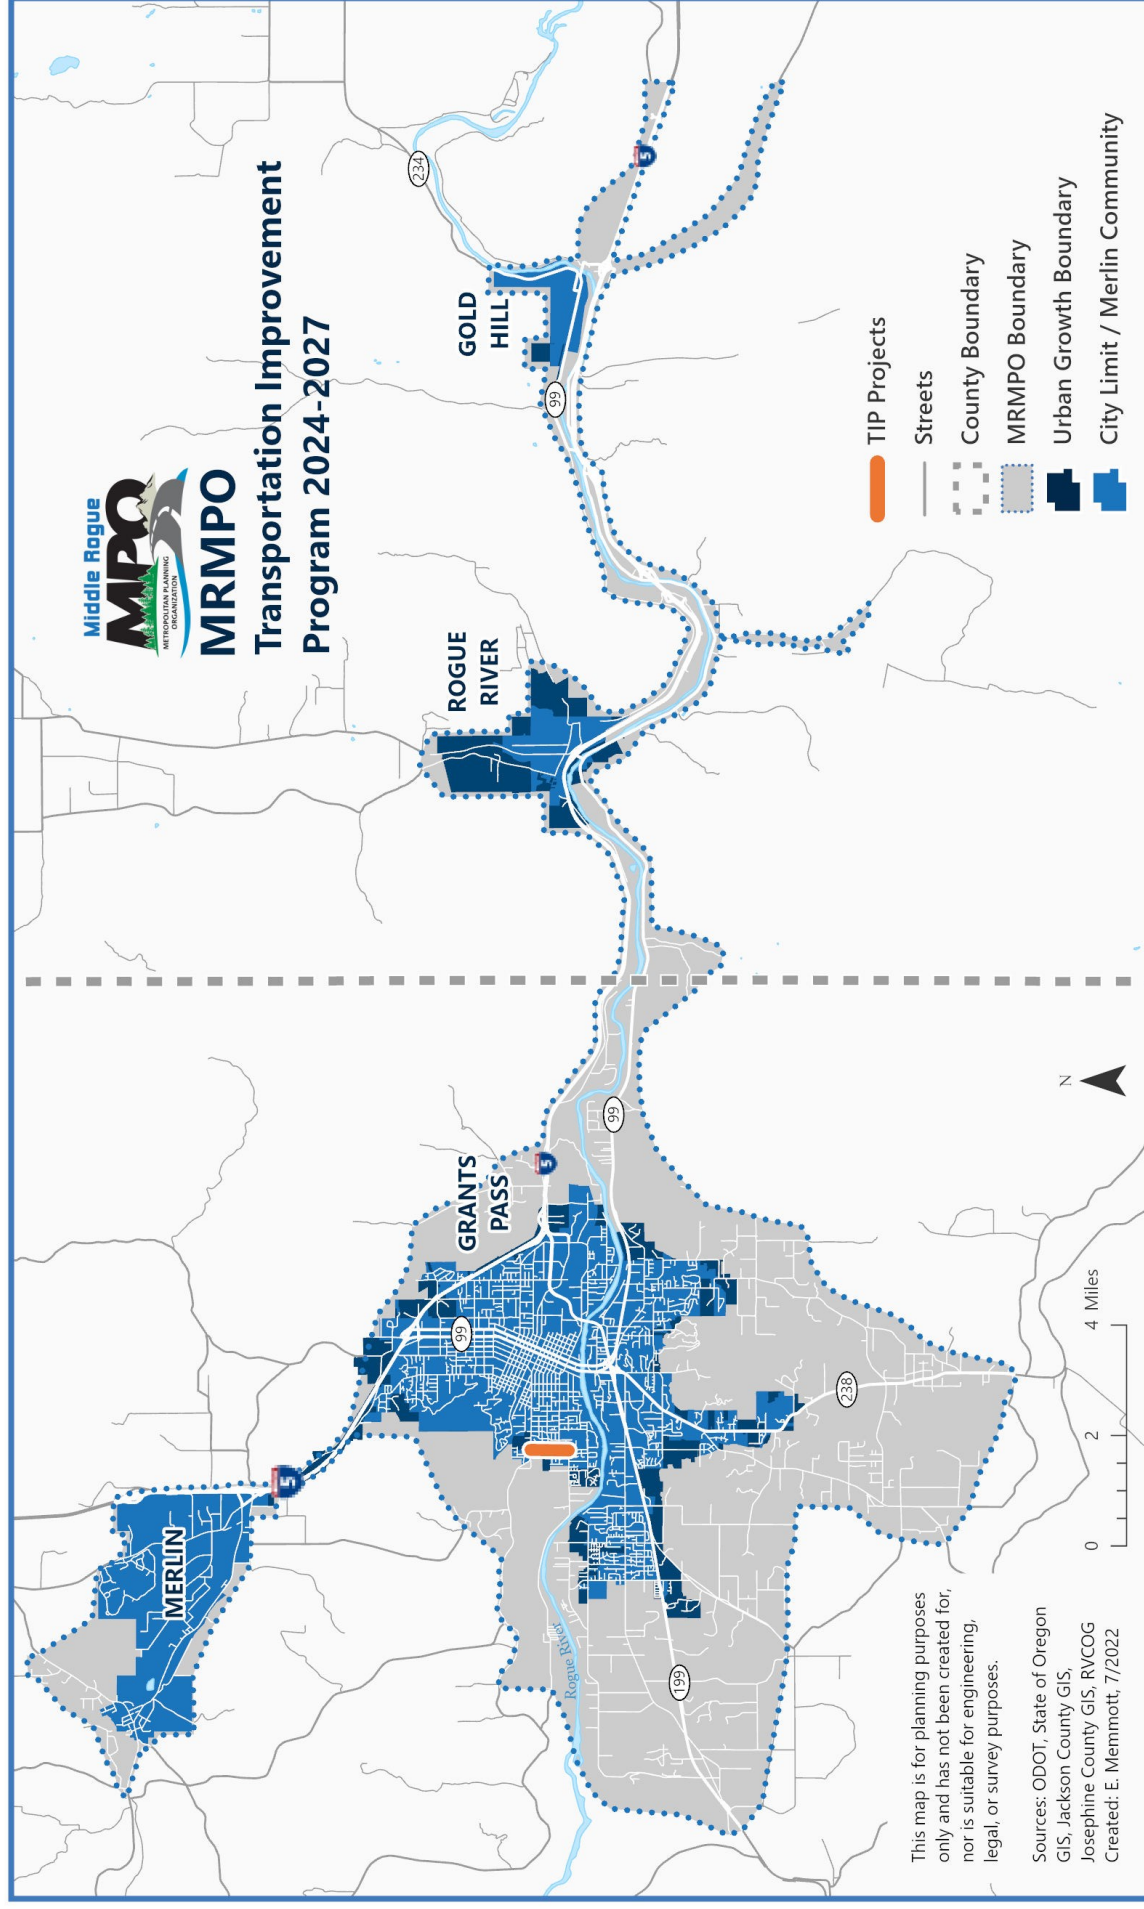 Middle Rogue
MPO
METROPOLITAN PLANNING
ORGANIZATION
MRMPO
Transportation Improvement
Program 2024-2027
MERLIN
5
GRANTS
PASS
5
99
99
199
238
Rogue River
ROGUE
RIVER
GOLD
HILL
99
234
5
TIP Projects
Streets
County Boundary
MRMPO Boundary
Urban Growth Boundary
City Limit / Merlin Community
This map is for planning purposes
only and has not been created for,
nor is suitable for engineering,
legal, or survey purposes.
Sources: ODOT, State of Oregon
GIS, Jackson County GIS,
Josephine County GIS, RVCOG
Created: E. Memmott, 7/2022
0 2 4 Miles
N